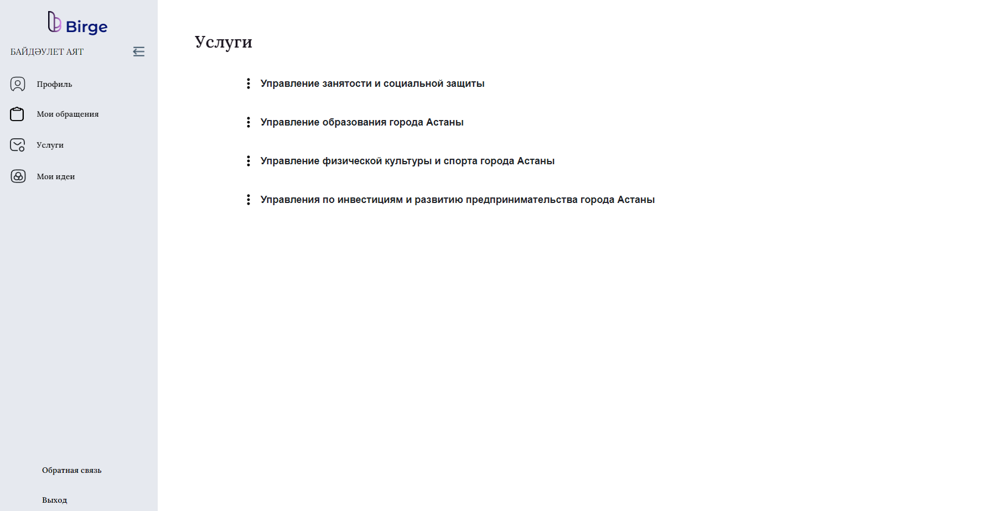 Birge
БАЙДӘУЛЕТ АЯТ
Профиль
Мои обращения
Услуги
Мои идеи
Обратная связь
Выход
Услуги
Управление занятости и социальной защиты
Управление образования города Астаны
Управление физической культуры и спорта города Астаны
Управления по инвестициям и развитию предпринимательства города Астаны